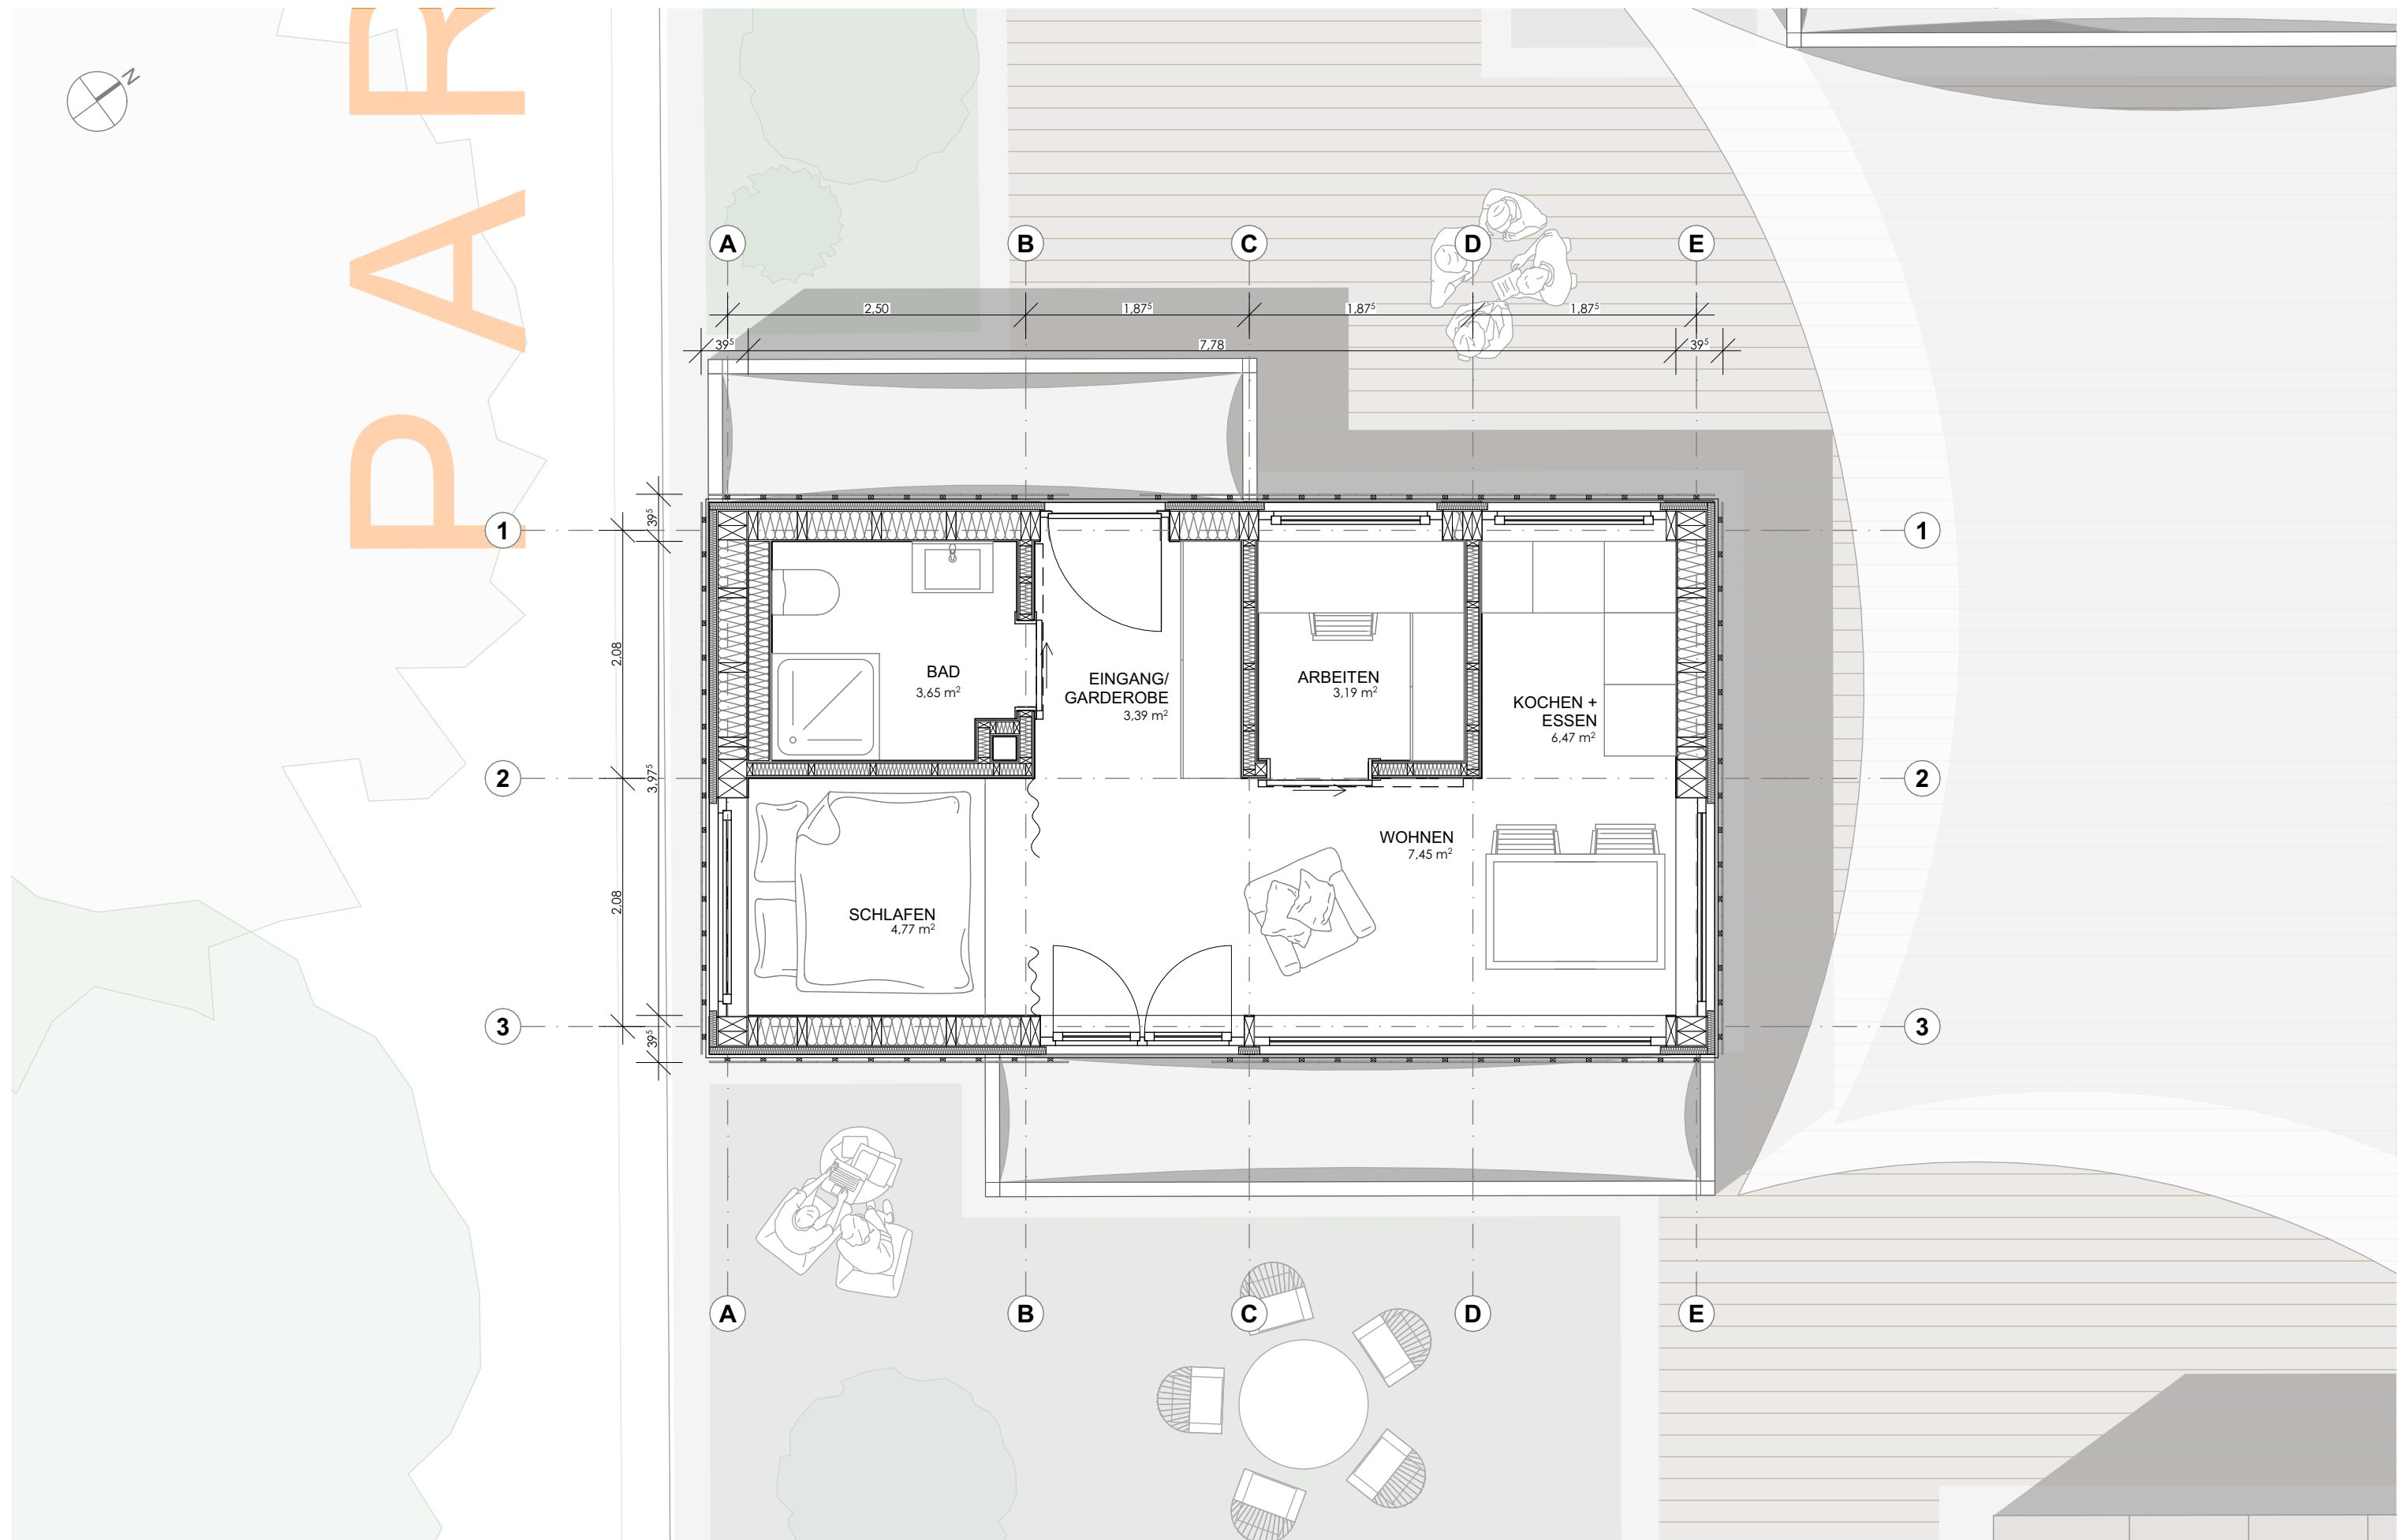 N
PAR
A
B
C
D
E
2,50
1,87⁵
1,87⁵
1,87⁵
39⁵
7,78
39⁵
39⁵
1
1
BAD
3,65 m²
EINGANG/
GARDEROBE
3,39 m²
ARBEITEN
3,19 m²
KOCHEN +
ESSEN
6,47 m²
2,08
2
2
3,97⁵
WOHNEN
7,45 m²
SCHLAFEN
4,77 m²
2,08
3
3
39⁵
A
B
C
D
E